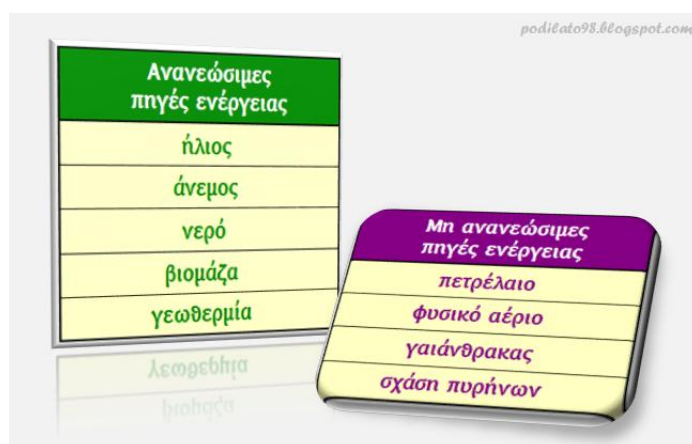 podilato98.blogspot.com
Ανανεώσιμες
πηγές ενέργειας
ήλιος
άνεμος
νερό
βιομάζα
γεωθερμία
Μη ανανεώσιμες
πηγές ενέργειας
πετρέλαιο
φυσικό αέριο
γαιάνθρακας
σχάση πυρήνων